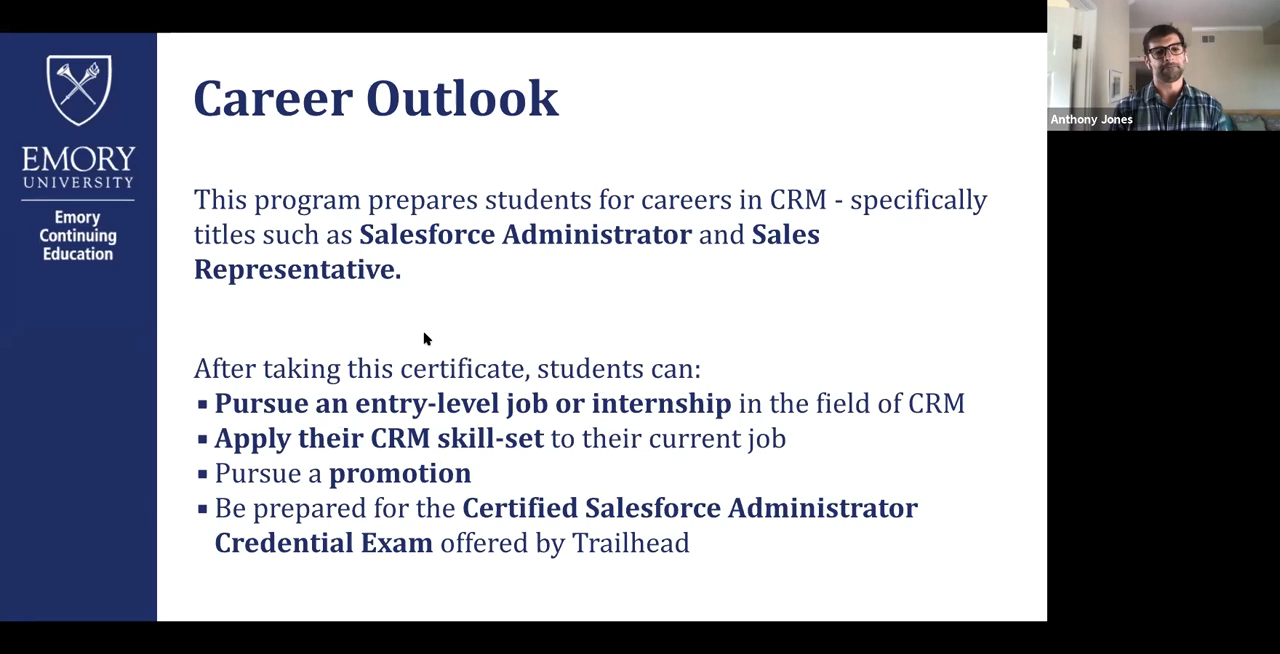 EMORY
UNIVERSITY
Emory
Continuing
Education
Career Outlook
This program prepares students for careers in CRM - specifically
titles such as Salesforce Administrator and Sales
Representative.
After taking this certificate, students can:
▪ Pursue an entry-level job or internship in the field of CRM
▪ Apply their CRM skill-set to their current job
▪ Pursue a promotion
▪ Be prepared for the Certified Salesforce Administrator
Credential Exam offered by Trailhead
Anthony Jones